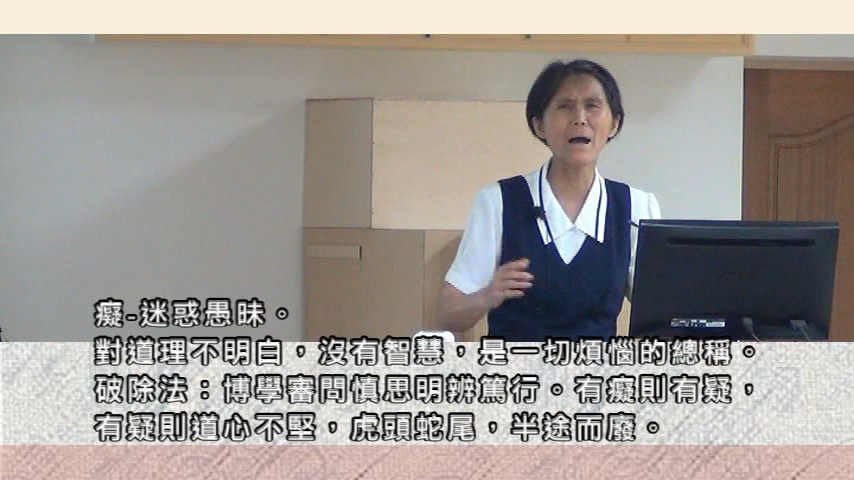 癡-迷惑愚昧。
對道理不明白，沒有智慧，是一切煩惱的總稱。
破除法：博學審問慎思明辨篤行。有癡則有疑，
有疑則道心不堅，虎頭蛇尾，半途而廢。